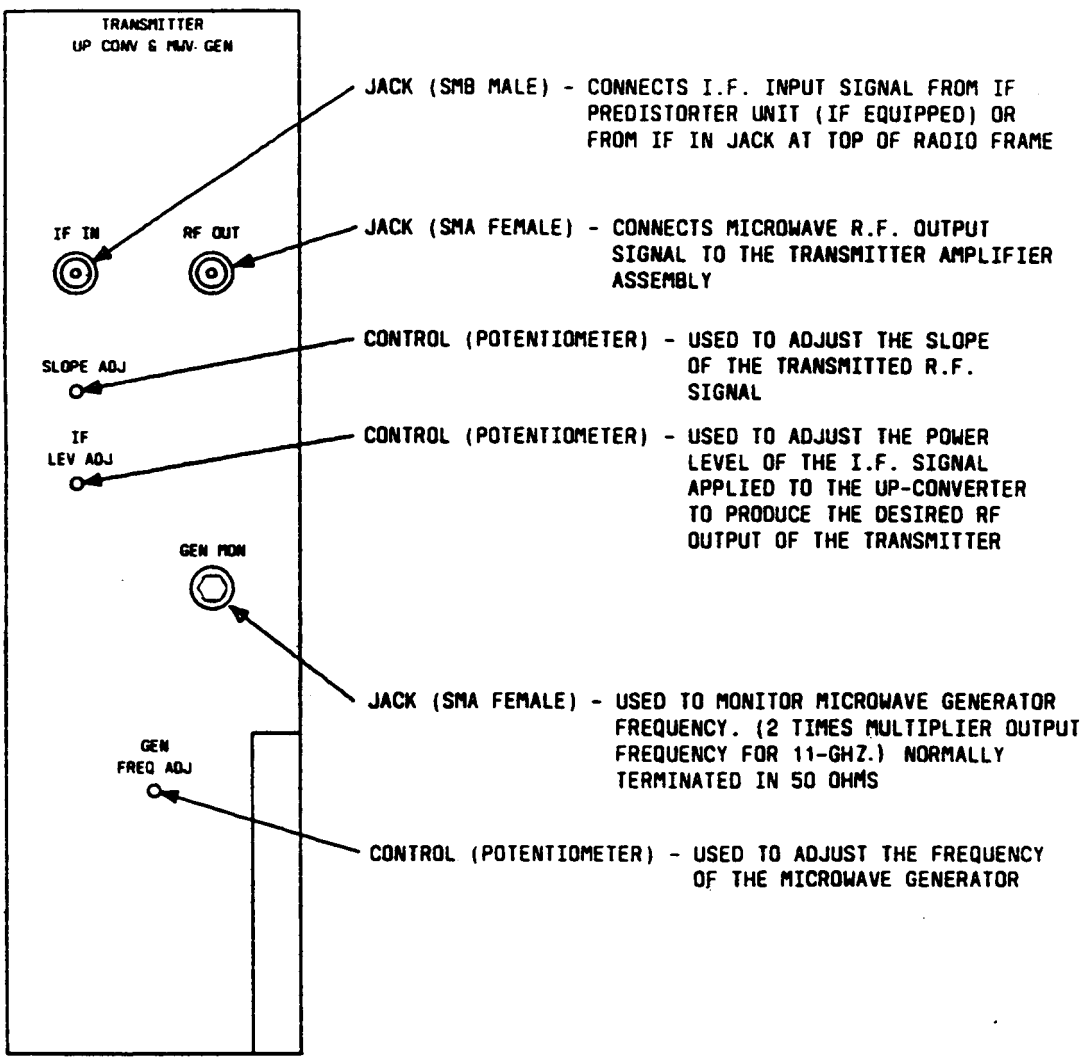 TRANSMITTER
UP CONV & MWV-GEN
JACK (SMB MALE) - CONNECTS I.F. INPUT SIGNAL FROM IF
PREDISTORTER UNIT (IF EQUIPPED) OR
FROM IF IN JACK AT TOP OF RADIO FRAME
IF IN
RF OUT
JACK (SMA FEMALE) - CONNECTS MICROWAVE R.F. OUTPUT
SIGNAL TO THE TRANSMITTER AMPLIFIER
ASSEMBLY
SLOPE ADJ
CONTROL (POTENTIOMETER) - USED TO ADJUST THE SLOPE
OF THE TRANSMITTED R.F.
SIGNAL
IF
LEV ADJ
CONTROL (POTENTIOMETER) - USED TO ADJUST THE POWER
LEVEL OF THE I.F. SIGNAL
APPLIED TO THE UP-CONVERTER
TO PRODUCE THE DESIRED RF
OUTPUT OF THE TRANSMITTER
GEN MON
JACK (SMA FEMALE) - USED TO MONITOR MICROWAVE GENERATOR
FREQUENCY. (2 TIMES MULTIPLIER OUTPUT
FREQUENCY FOR 11-GHZ.) NORMALLY
TERMINATED IN 50 OHMS
GEN
FREQ ADJ
CONTROL (POTENTIOMETER) - USED TO ADJUST THE FREQUENCY
OF THE MICROWAVE GENERATOR